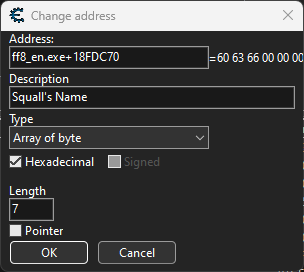 Change address
Address:
ff8_en.exe+18FDC70 =60 63 66 00 00 00
Description
Squall's Name
Type
Array of byte
Hexadecimal Signed
Length
7
Pointer
OK Cancel